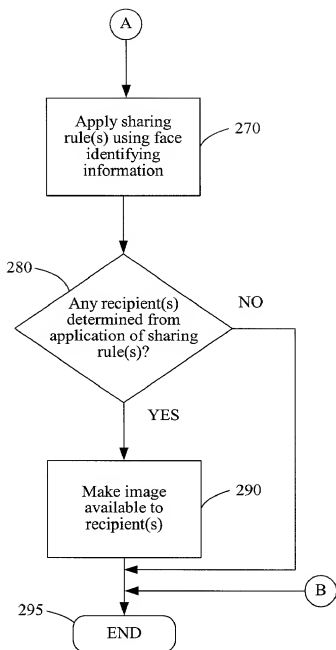 A
Apply sharing
rule(s) using face
identifying
information
270
280
Any recipient(s)
determined from
application of sharing
rule(s)?
NO
YES
Make image
available to
recipient(s)
290
B
295
END